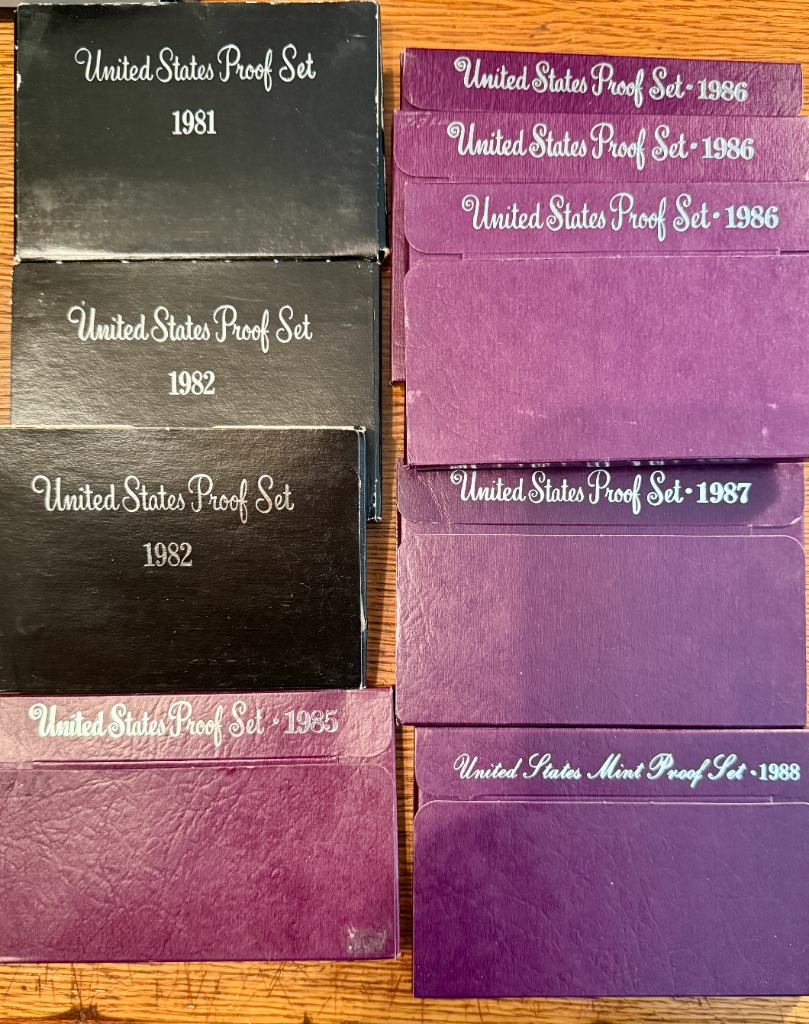 United States Proof Set
1981
United States Proof Set
1982
United States Proof Set
1982
United States Proof Set · 1985
United States Proof Set · 1986
United States Proof Set · 1986
United States Proof Set · 1986
United States Proof Set · 1987
United States Mint Proof Set · 1988